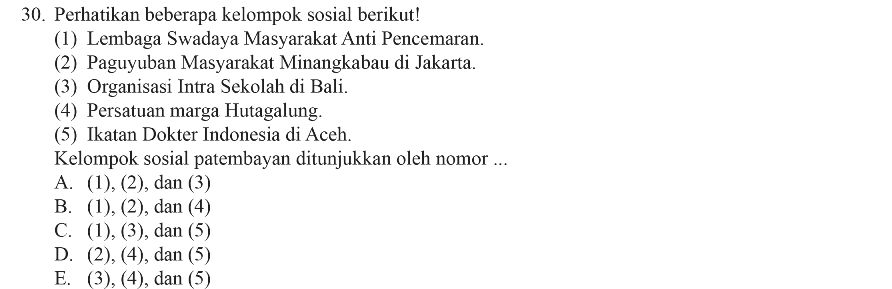 30. Perhatikan beberapa kelompok sosial berikut!
(1) Lembaga Swadaya Masyarakat Anti Pencemaran.
(2) Paguyuban Masyarakat Minangkabau di Jakarta.
(3) Organisasi Intra Sekolah di Bali.
(4) Persatuan marga Hutagalung.
(5) Ikatan Dokter Indonesia di Aceh.
Kelompok sosial patembayan ditunjukkan oleh nomor ...
A. (1), (2), dan (3)
B. (1), (2), dan (4)
C. (1), (3), dan (5)
D. (2), (4), dan (5)
E. (3), (4), dan (5)